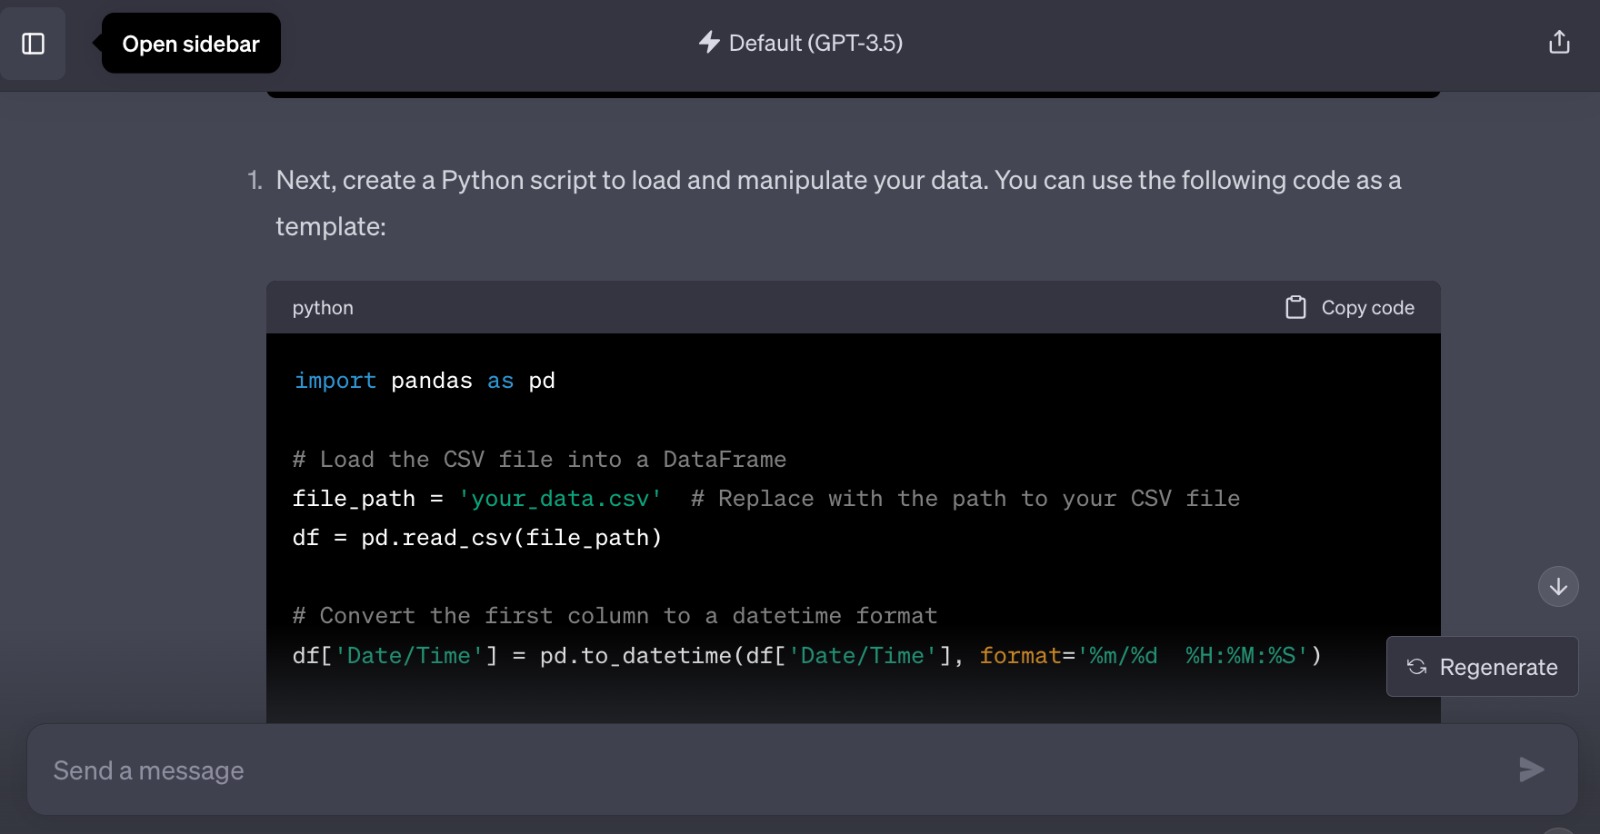 Open sidebar
Default (GPT-3.5)
1. Next, create a Python script to load and manipulate your data. You can use the following code as a
template:
python
Copy code
import pandas as pd
# Load the CSV file into a DataFrame
file_path = 'your_data.csv'  # Replace with the path to your CSV file
df = pd.read_csv(file_path)
# Convert the first column to a datetime format
df['Date/Time'] = pd.to_datetime(df['Date/Time'], format='%m/%d  %H:%M:%S')
Regenerate
Send a message